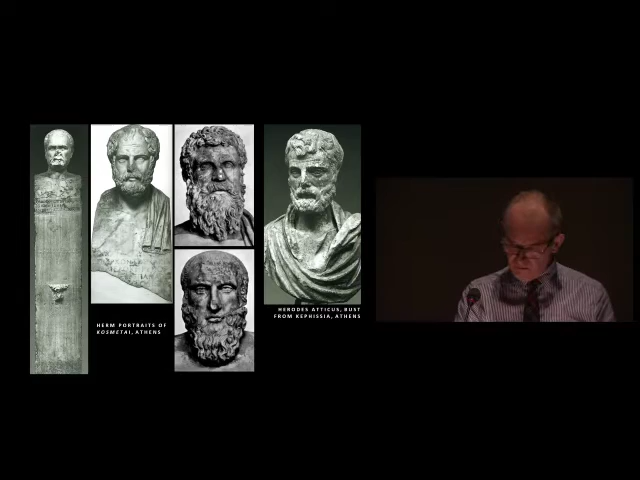 HERM PORTRAITS OF
KOSMETAI, ATHENS
HERODES ATTICUS, BUST
FROM KEPHISSIA, ATHENS